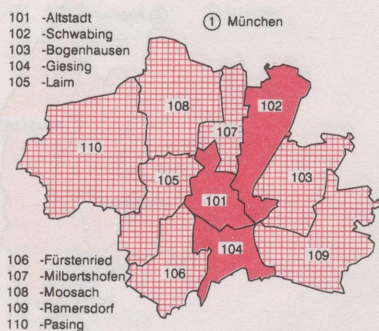 101 -Altstadt
102 -Schwabing
103 -Bogenhausen
104 -Giesing
105 -Laim
① München
102
108
107
110
103
105
101
104
109
106
106 -Fürstenried
107 -Milbertshofen
108 -Moosach
109 -Ramersdorf
110 -Pasing